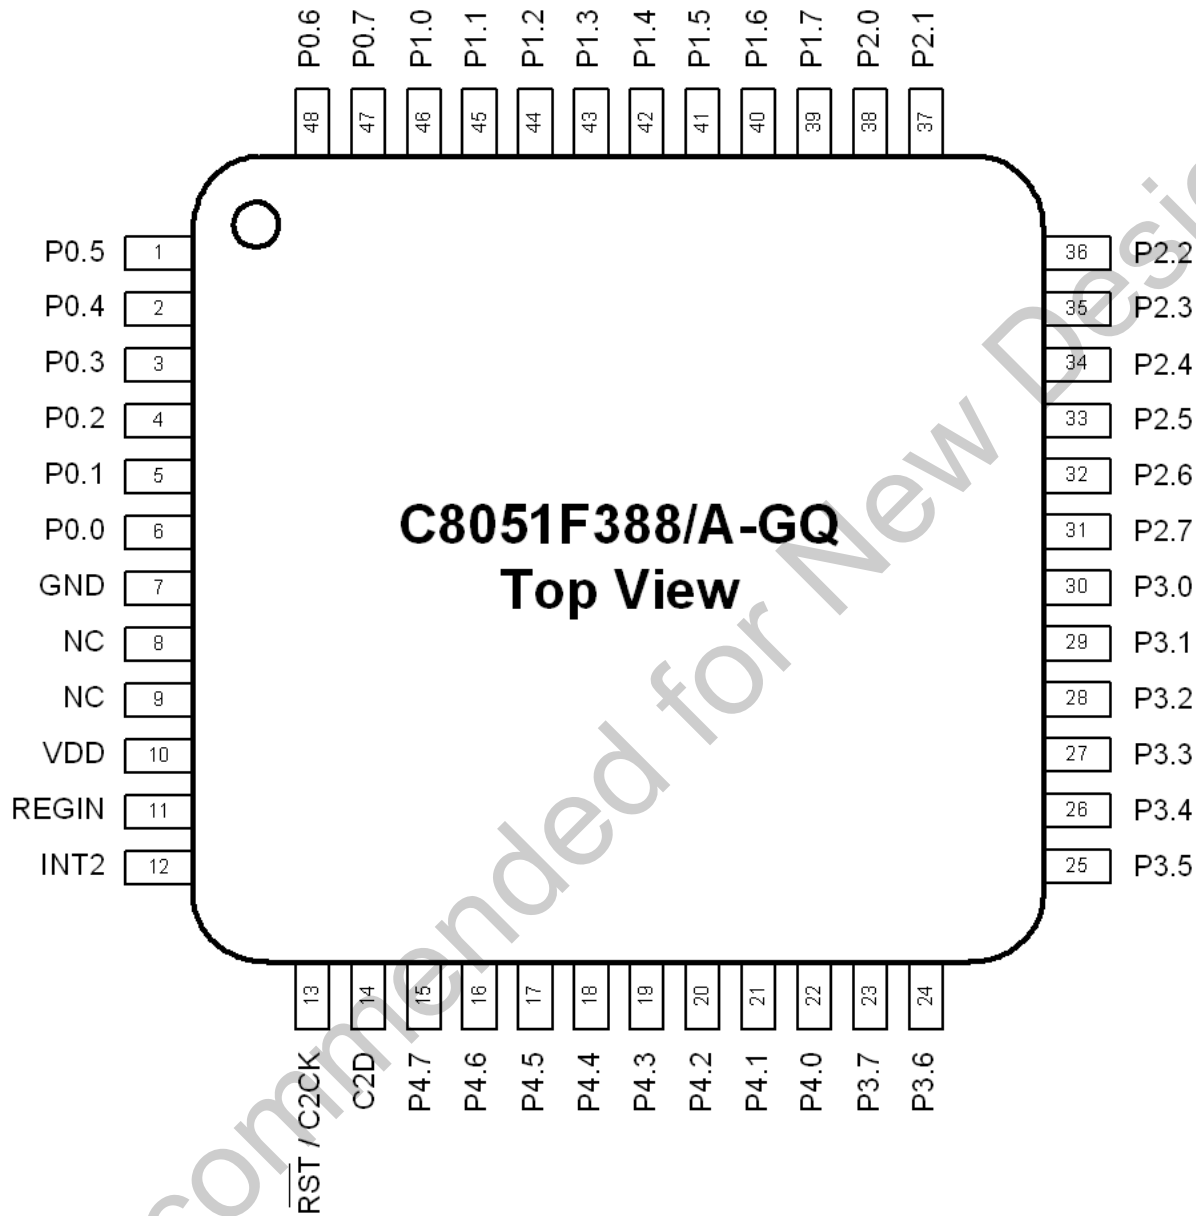 P0.6 P0.7 P1.0 P1.1 P1.2 P1.3 P1.4 P1.5 P1.6 P1.7 P2.0 P2.1
48 47 46 45 44 43 42 41 40 39 38 37
P0.5 1
P0.4 2
P0.3 3
P0.2 4
P0.1 5
P0.0 6
GND 7
NC 8
NC 9
VDD 10
REGIN 11
INT2 12
C8051F388/A-GQ
Top View
36 P2.2
35 P2.3
34 P2.4
33 P2.5
32 P2.6
31 P2.7
30 P3.0
29 P3.1
28 P3.2
27 P3.3
26 P3.4
25 P3.5
13 14 15 16 17 18 19 20 21 22 23 24
RST / C2CK C2D P4.7 P4.6 P4.5 P4.4 P4.3 P4.2 P4.1 P4.0 P3.7 P3.6
commended for New Desig